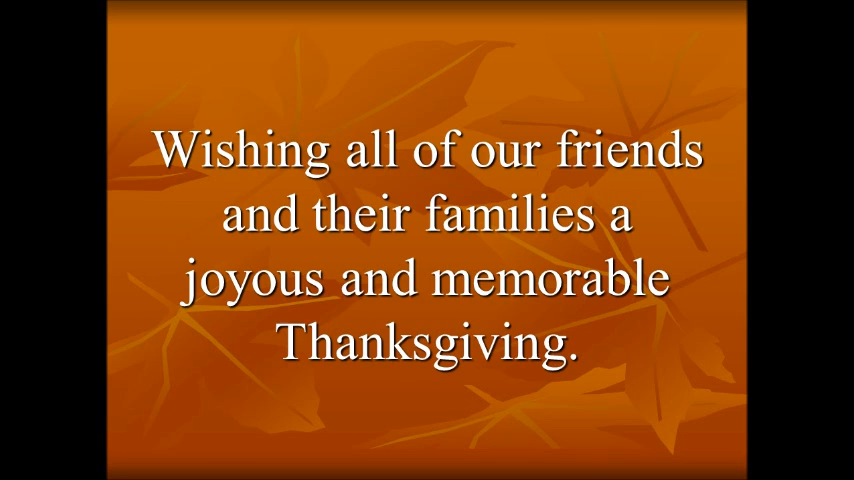 Wishing all of our friends
and their families a
joyous and memorable
Thanksgiving.